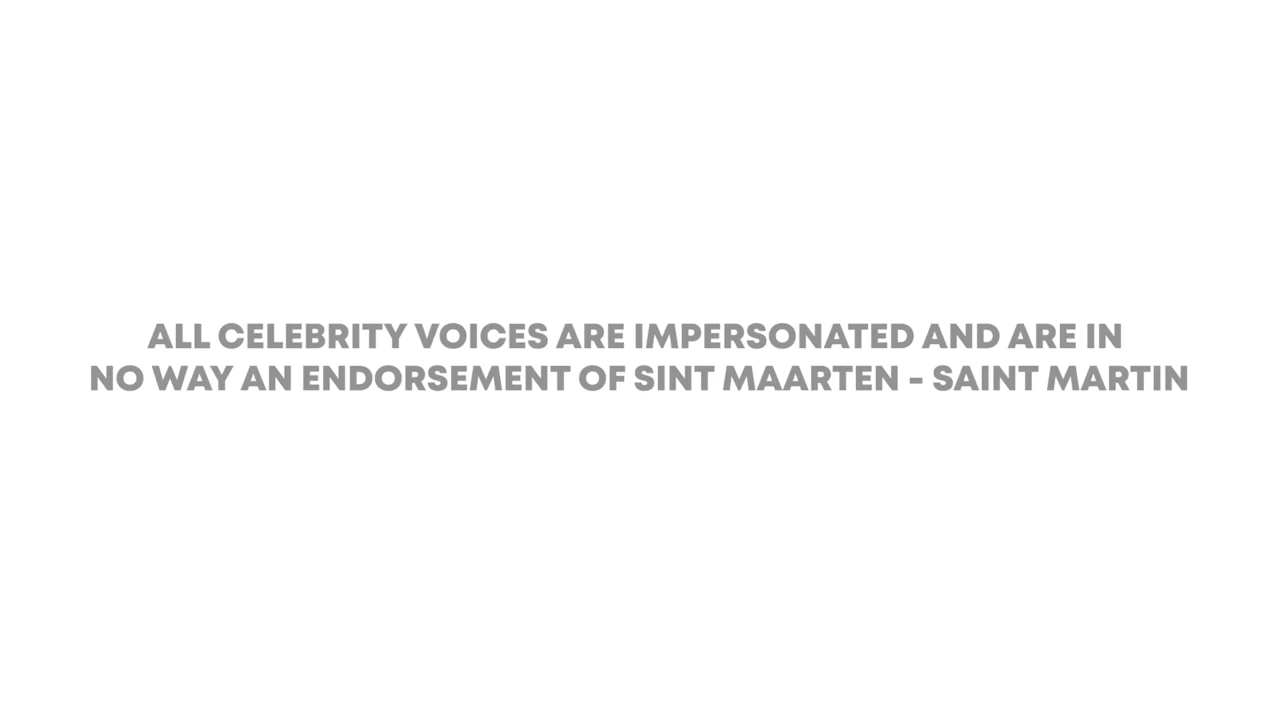 ALL CELEBRITY VOICES ARE IMPERSONATED AND ARE IN
NO WAY AN ENDORSEMENT OF SINT MAARTEN - SAINT MARTIN